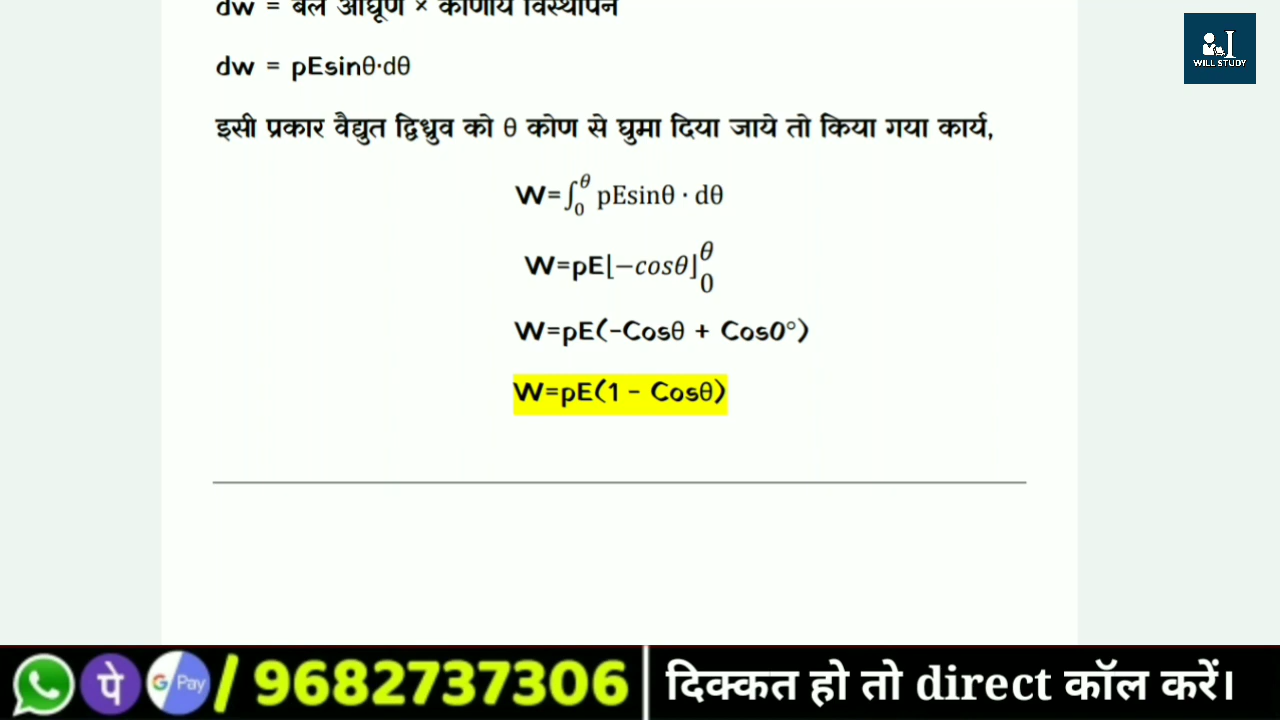 dw = बल आघूर्ण × कोणीय विस्थापन
WILL STUDY
dw = pEsinθ·dθ
इसी प्रकार वैद्युत द्विध्रुव को θ कोण से घुमा दिया जाये तो किया गया कार्य,
W=∫₀^θ pEsinθ · dθ
W=pE⌊−cosθ⌋₀^θ
W=pE(-Cosθ + Cos0°)
W=pE(1 - Cosθ)
पे G Pay / 9682737306 | दिक्कत हो तो direct कॉल करें।